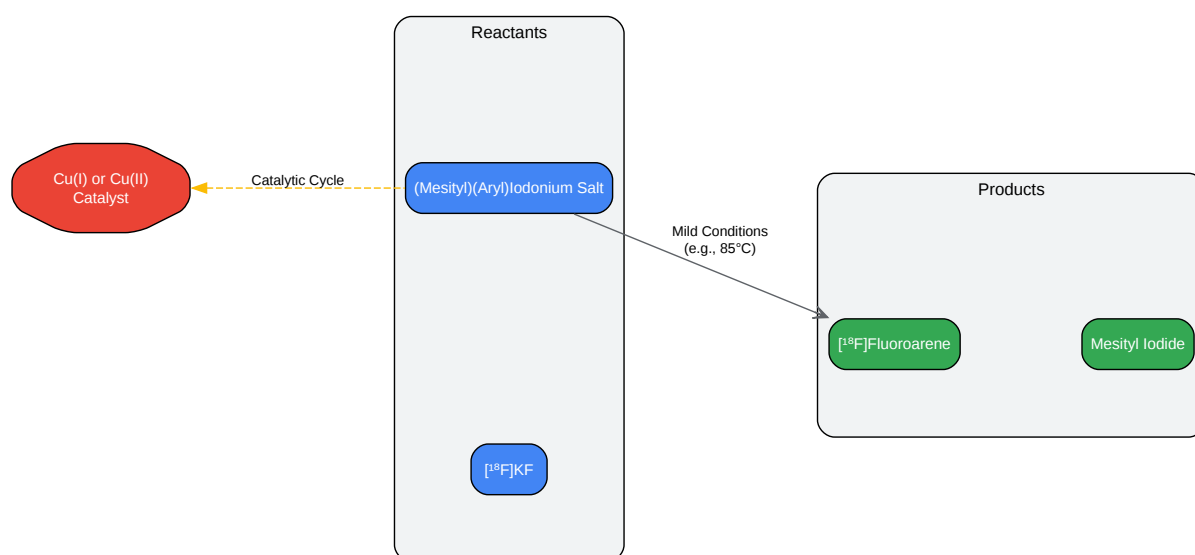 Reactants
Cu(I) or Cu(II)
Catalyst
Catalytic Cycle
(Mesityl)(Aryl)Iodonium Salt
Products
Mild Conditions
(e.g., 85°C)
[¹⁸F]Fluoroarene
Mesityl Iodide
[¹⁸F]KF